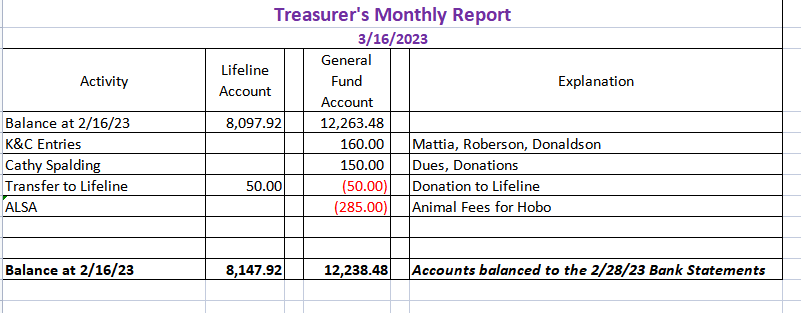 Treasurer's Monthly Report
3/16/2023
Activity Lifeline Account General Fund Account Explanation
Balance at 2/16/23 8,097.92 12,263.48
K&C Entries 160.00 Mattia, Roberson, Donaldson
Cathy Spalding 150.00 Dues, Donations
Transfer to Lifeline 50.00 (50.00) Donation to Lifeline
ALSA (285.00) Animal Fees for Hobo
Balance at 2/16/23 8,147.92 12,238.48 Accounts balanced to the 2/28/23 Bank Statements